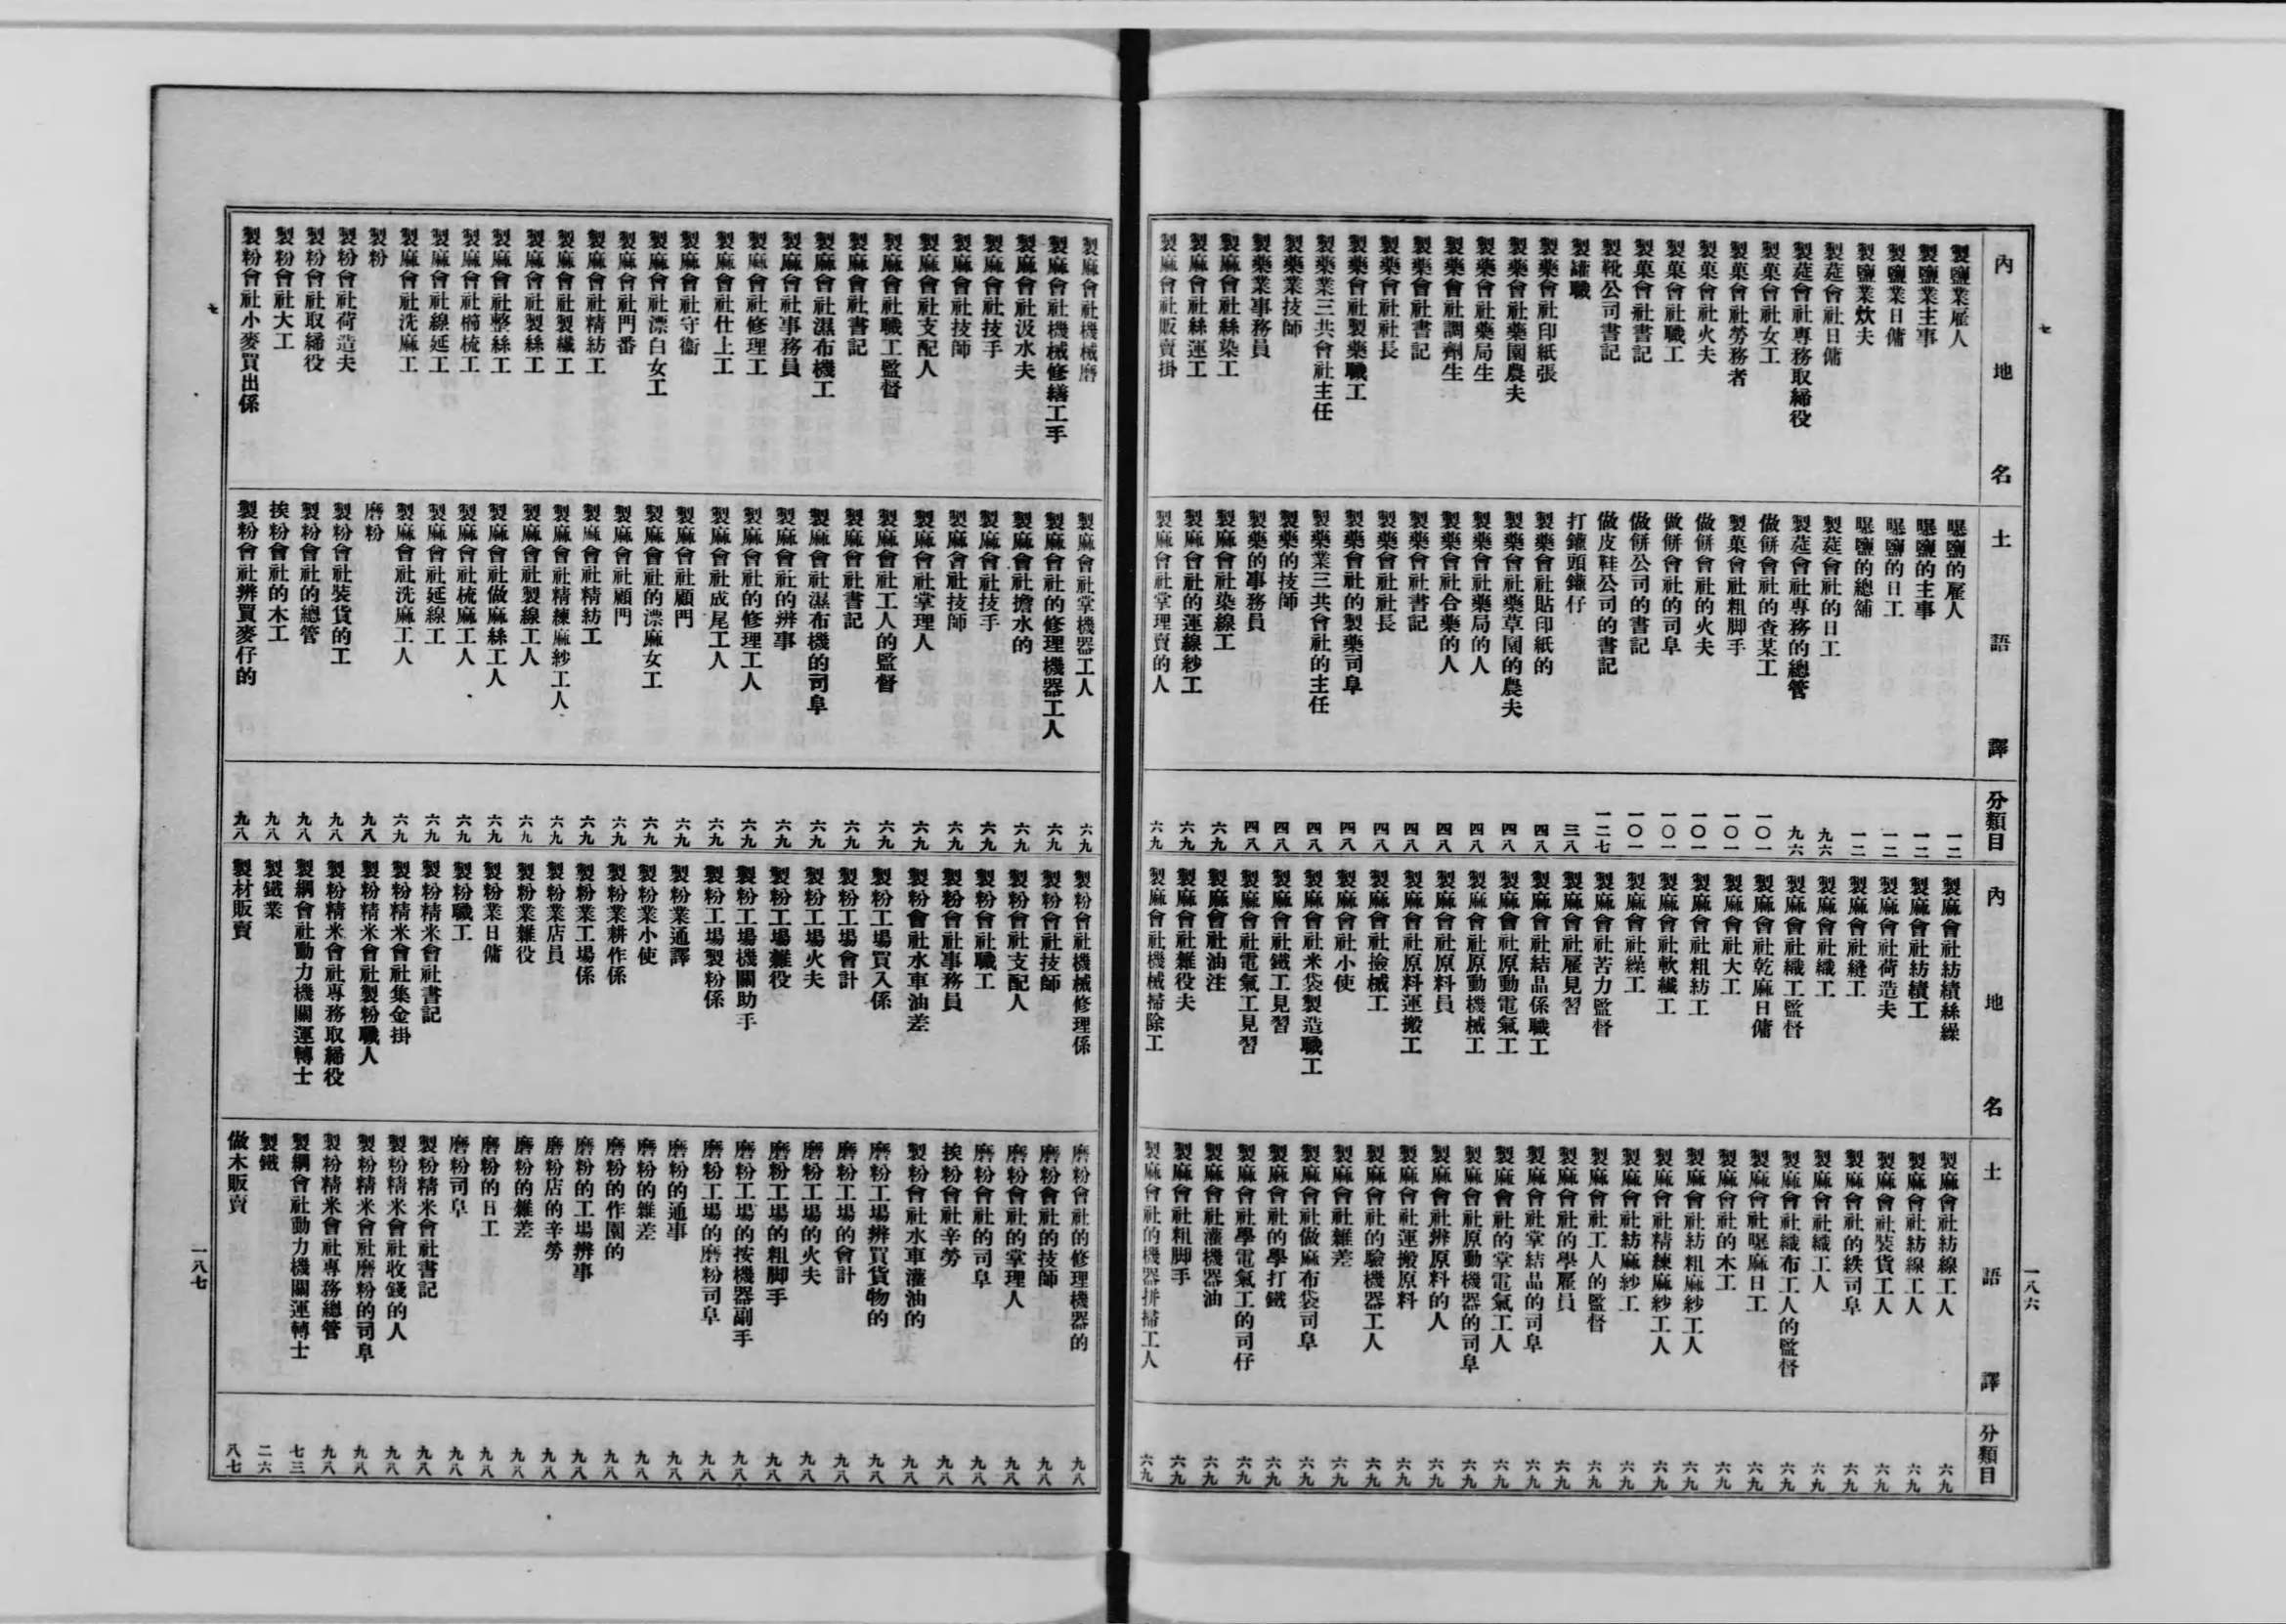 七
內地名 土語譯 分類目
製鹽業雇人 曝鹽的雇人 一二
製鹽業主事 曝鹽的主事 一二
製鹽業日傭 曝鹽的日工 一二
製鹽業炊夫 曝鹽的總舖 一二
製莚會社日傭 製莚會社的日工 九六
製莚會社專務取締役 製莚會社專務的總管 九六
製菓會社女工 做餅會社的查某工 一〇一
製菓會社勞務者 製菓會社粗脚手 一〇一
製菓會社火夫 做餅會社的火夫 一〇一
製菓會社職工 做餅會社的司阜 一〇一
製菓會社書記 做餅公司的書記 一〇一
製靴公司書記 做皮鞋公司的書記 一二七
製罐職 打鑵頭鑵仔 三八
製藥會社印紙張 製藥會社貼印紙的 四八
製藥會社藥園農夫 製藥會社藥草園的農夫 四八
製藥會社藥局生 製藥會社藥局的人 四八
製藥會社調劑生 製藥會社合藥的人 四八
製藥會社書記 製藥會社書記 四八
製藥會社社長 製藥會社社長 四八
製藥會社製藥職工 製藥會社的製藥司阜 四八
製藥業三共會社主任 製藥業三共會社的主任 四八
製藥業技師 製藥的技師 四八
製藥業事務員 製藥的事務員 四八
製麻會社絲染工 製麻會社染線工 六九
製麻會社絲運工 製麻會社的運線紗工 六九
製麻會社販賣掛 製麻會社掌理賣的人 六九
內地名 土語譯 分類目
製麻會社紡績絲繰 製麻會社紡線工人 六九
製麻會社紡績工 製麻會社紡線工人 六九
製麻會社荷造夫 製麻會社裝貨工人 六九
製麻會社縫工 製麻會社的紩司阜 六九
製麻會社織工 製麻會社織工人 六九
製麻會社織工監督 製麻會社織布工人的監督 六九
製麻會社乾麻日傭 製麻會社曝麻日工 六九
製麻會社大工 製麻會社的木工 六九
製麻會社粗紡工 製麻會社紡粗麻紗工人 六九
製麻會社軟纎工 製麻會社精練麻紗工人 六九
製麻會社繰工 製麻會社紡麻紗工 六九
製麻會社苦力監督 製麻會社工人的監督 六九
製麻會社雇見習 製麻會社的學雇員 六九
製麻會社結晶係職工 製麻會社掌結晶的司阜 六九
製麻會社原動電氣工 製麻會社的掌電氣工人 六九
製麻會社原動機械工 製麻會社原動機器的司阜 六九
製麻會社原料員 製麻會社辨原料的人 六九
製麻會社原料運搬工 製麻會社運搬原料 六九
製麻會社撿械工 製麻會社的驗機器工人 六九
製麻會社小使 製麻會社雜差 六九
製麻會社米袋製造職工 製麻會社做麻布袋司阜 六九
製麻會社鐵工見習 製麻會社的學打鐵 六九
製麻會社電氣工見習 製麻會社學電氣工的司仔 六九
製麻會社油注 製麻會社灌機器油 六九
製麻會社雜役夫 製麻會社粗脚手 六九
製麻會社機械掃除工 製麻會社的機器拼掃工人 六九
一八六
製麻會社機械磨 製麻會社掌機器工人 六九
製麻會社機械修繕工手 製麻會社的修理機器工人 六九
製麻會社汲水夫 製麻會社擔水的 六九
製麻會社技手 製麻會社技手 六九
製麻會社技師 製麻會社技師 六九
製麻會社支配人 製麻會社掌理人 六九
製麻會社職工監督 製麻會社工人的監督 六九
製麻會社書記 製麻會社書記 六九
製麻會社濕布機工 製麻會社濕布機的司阜 六九
製麻會社事務員 製麻會社的辨事 六九
製麻會社修理工 製麻會社的修理工人 六九
製麻會社仕上工 製麻會社成尾工人 六九
製麻會社守衞 製麻會社顧門 六九
製麻會社漂白女工 製麻會社的漂麻女工 六九
製麻會社門番 製麻會社顧門 六九
製麻會社精紡工 製麻會社精紡工 六九
製麻會社製纎工 製麻會社精練麻紗工人 六九
製麻會社製絲工 製麻會社製線工人 六九
製麻會社整絲工 製麻會社做麻絲工人 六九
製麻會社櫛梳工 製麻會社梳麻工人 六九
製麻會社線延工 製麻會社延線工 六九
製麻會社洗麻工 製麻會社洗麻工人 六九
製粉 磨粉 九八
製粉會社荷造夫 製粉會社裝貨的工 九八
製粉會社取締役 製粉會社的總管 九八
製粉會社大工 挨粉會社的木工 九八
製粉會社小麥買出係 製粉會社辨買麥仔的 九八
製粉會社機械修理係 磨粉會社的修理機器的 九八
製粉會社技師 磨粉會社的技師 九八
製粉會社支配人 磨粉會社的掌理人 九八
製粉會社職工 磨粉會社的司阜 九八
製粉會社事務員 挨粉會社辛勞 九八
製粉會社水車油差 製粉會社水車灌油的 九八
製粉工場買入係 磨粉工場辨買貨物的 九八
製粉工場會計 磨粉工場的會計 九八
製粉工場火夫 磨粉工場的火夫 九八
製粉工場雜役 磨粉工場的粗脚手 九八
製粉工場機關助手 磨粉工場的按機器副手 九八
製粉工場製粉係 磨粉工場的磨粉司阜 九八
製粉業通譯 磨粉的通事 九八
製粉業小使 磨粉的雜差 九八
製粉業耕作係 磨粉的作園的 九八
製粉業工場係 磨粉的工場辨事 九八
製粉業店員 磨粉店的辛勞 九八
製粉業雜役 磨粉的雜差 九八
製粉業日傭 磨粉的日工 九八
製粉職工 磨粉司阜 九八
製粉精米會社書記 製粉精米會社書記 九八
製粉精米會社集金掛 製粉精米會社收錢的人 九八
製粉精米會社製粉職人 製粉精米會社磨粉的司阜 九八
製粉精米會社專務取締役 製粉精米會社專務總管 九八
製綱會社動力機關運轉士 製綱會社動力機關運轉士 七三
製鐵業 製鐵 二六
製材販賣 做木販賣 八七
七
一八七